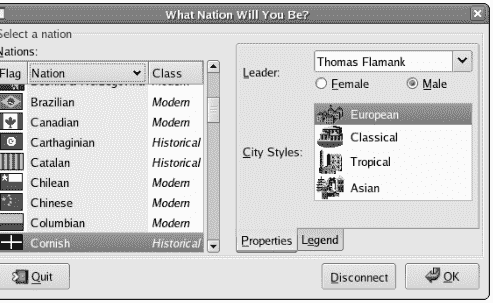 What Nation Will You Be?
Select a nation
Nations:
Flag Nation Class
Brazilian Modern
Canadian Modern
Carthaginian Historical
Catalan Historical
Chilean Modern
Chinese Modern
Columbian Modern
Cornish Historical
Leader: Thomas Flamank
Female Male
City Styles:
European
Classical
Tropical
Asian
Properties Legend
Quit Disconnect OK